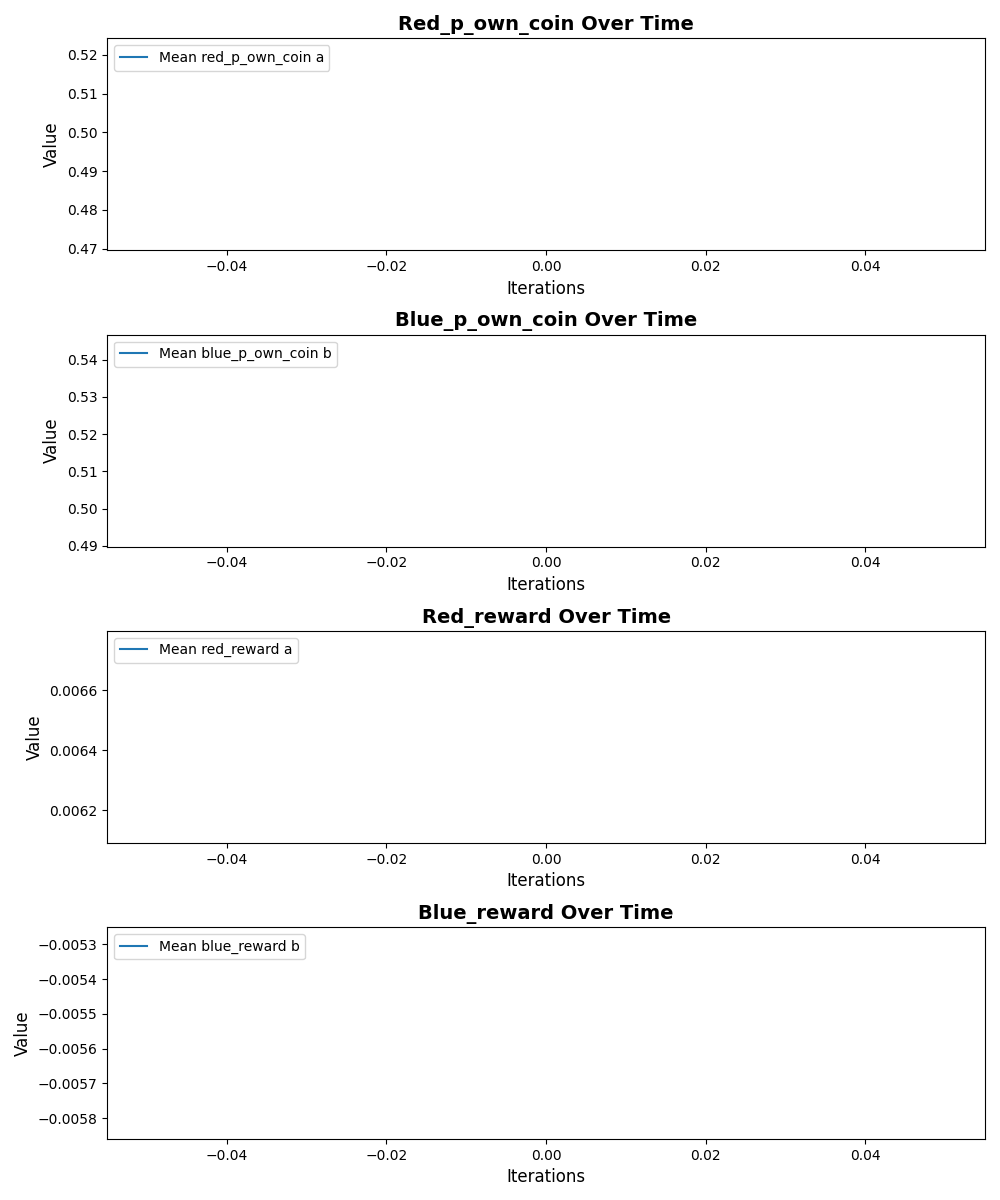 Red_p_own_coin Over Time
Mean red_p_own_coin a
0.52
0.51
0.50
0.49
0.48
0.47
Value
−0.04 −0.02 0.00 0.02 0.04
Iterations
Blue_p_own_coin Over Time
Mean blue_p_own_coin b
0.54
0.53
0.52
0.51
0.50
0.49
Value
−0.04 −0.02 0.00 0.02 0.04
Iterations
Red_reward Over Time
Mean red_reward a
0.0066
0.0064
0.0062
Value
−0.04 −0.02 0.00 0.02 0.04
Iterations
Blue_reward Over Time
Mean blue_reward b
−0.0053
−0.0054
−0.0055
−0.0056
−0.0057
−0.0058
Value
−0.04 −0.02 0.00 0.02 0.04
Iterations